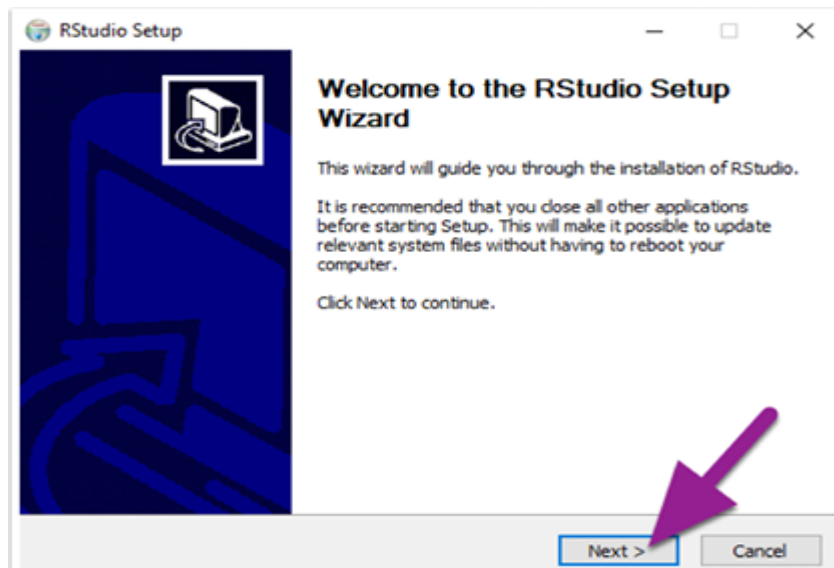 RStudio Setup
Welcome to the RStudio Setup
Wizard
This wizard will guide you through the installation of RStudio.
It is recommended that you close all other applications
before starting Setup. This will make it possible to update
relevant system files without having to reboot your
computer.
Click Next to continue.
Next >
Cancel